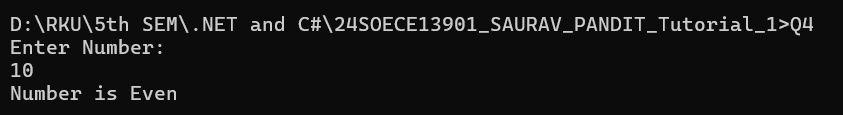 D:\RKU\5th SEM\.NET and C#\24SOECE13901_SAURAV_PANDIT_Tutorial_1>Q4
Enter Number:
10
Number is Even